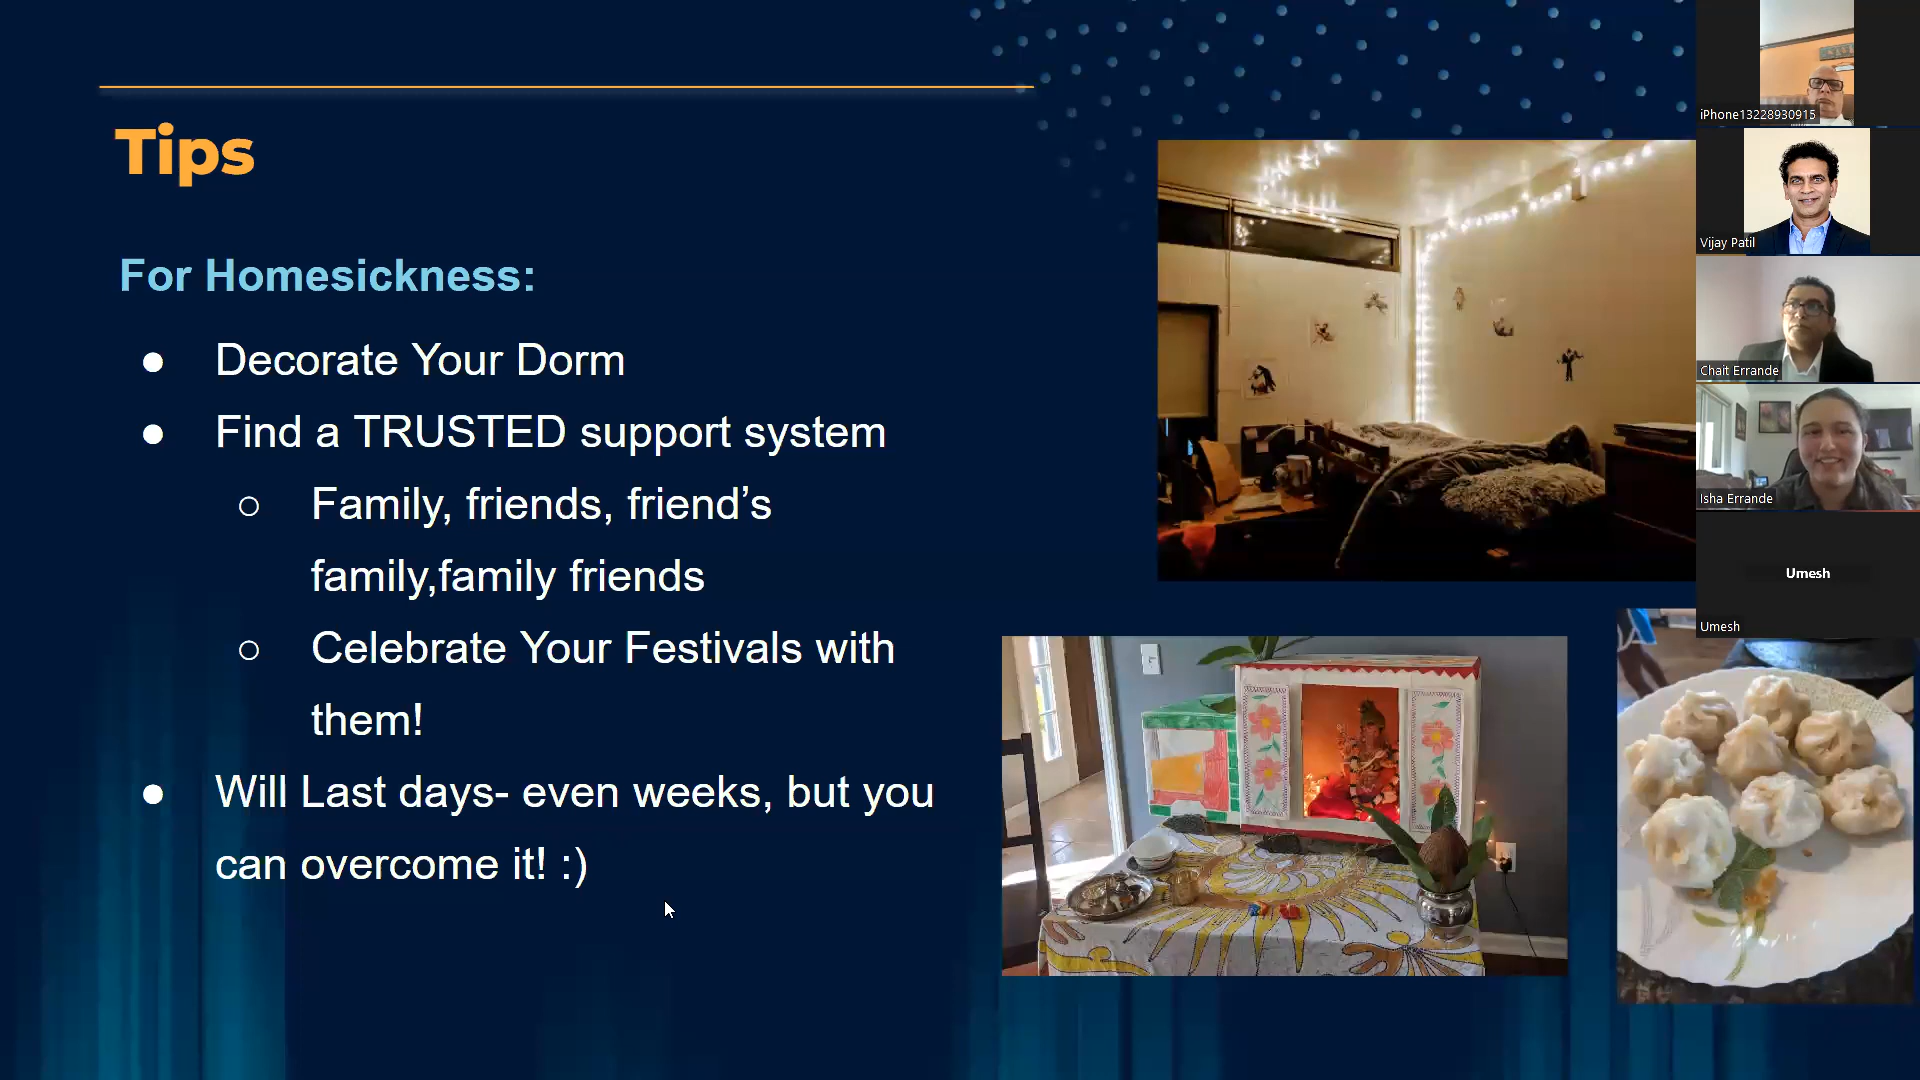 Tips
For Homesickness:
● Decorate Your Dorm
● Find a TRUSTED support system
○ Family, friends, friend’s
family,family friends
○ Celebrate Your Festivals with
them!
● Will Last days- even weeks, but you
can overcome it! :)
iPhone13228930915
Vijay Patil
Chait Errande
Isha Errande
Umesh
Umesh